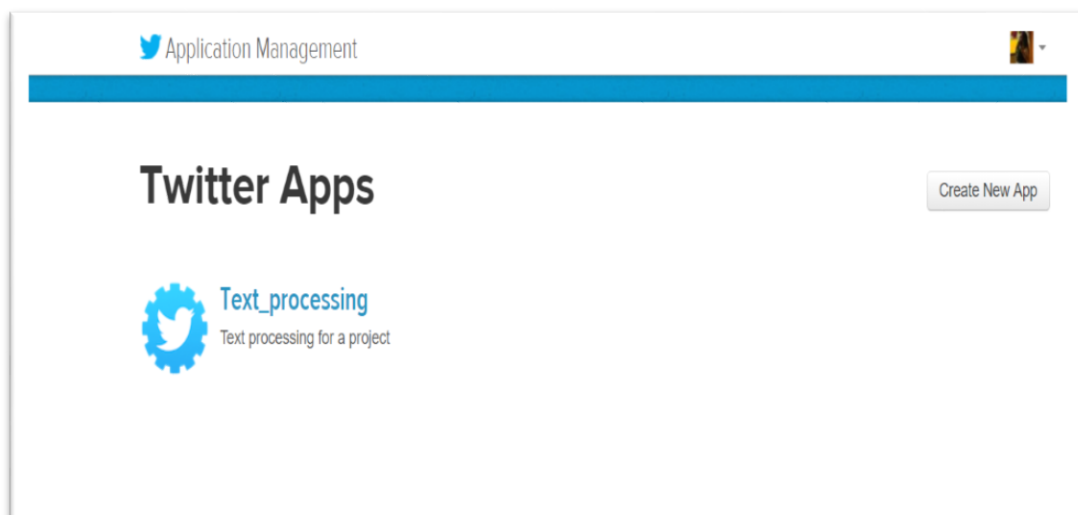 Application Management
Twitter Apps
Create New App
Text_processing
Text processing for a project